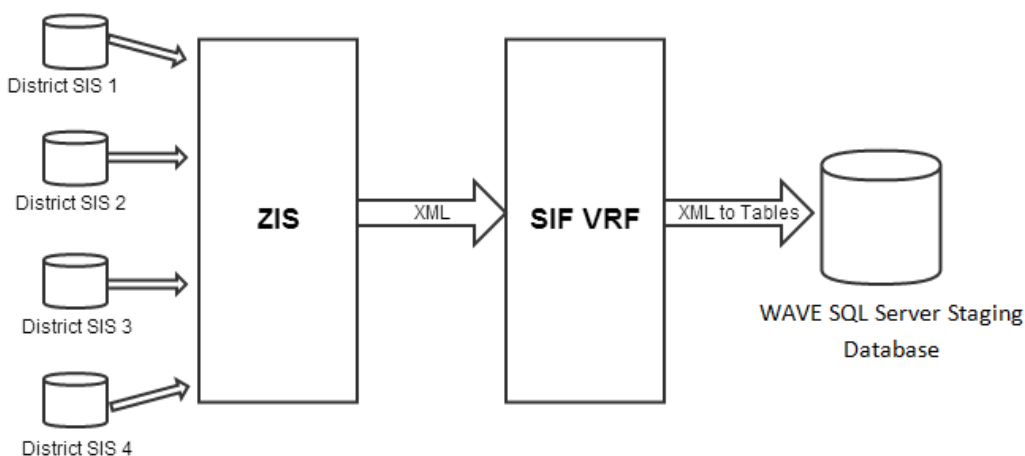 District SIS 1
District SIS 2
District SIS 3
District SIS 4
ZIS
XML
SIF VRF
XML to Tables
WAVE SQL Server Staging
Database